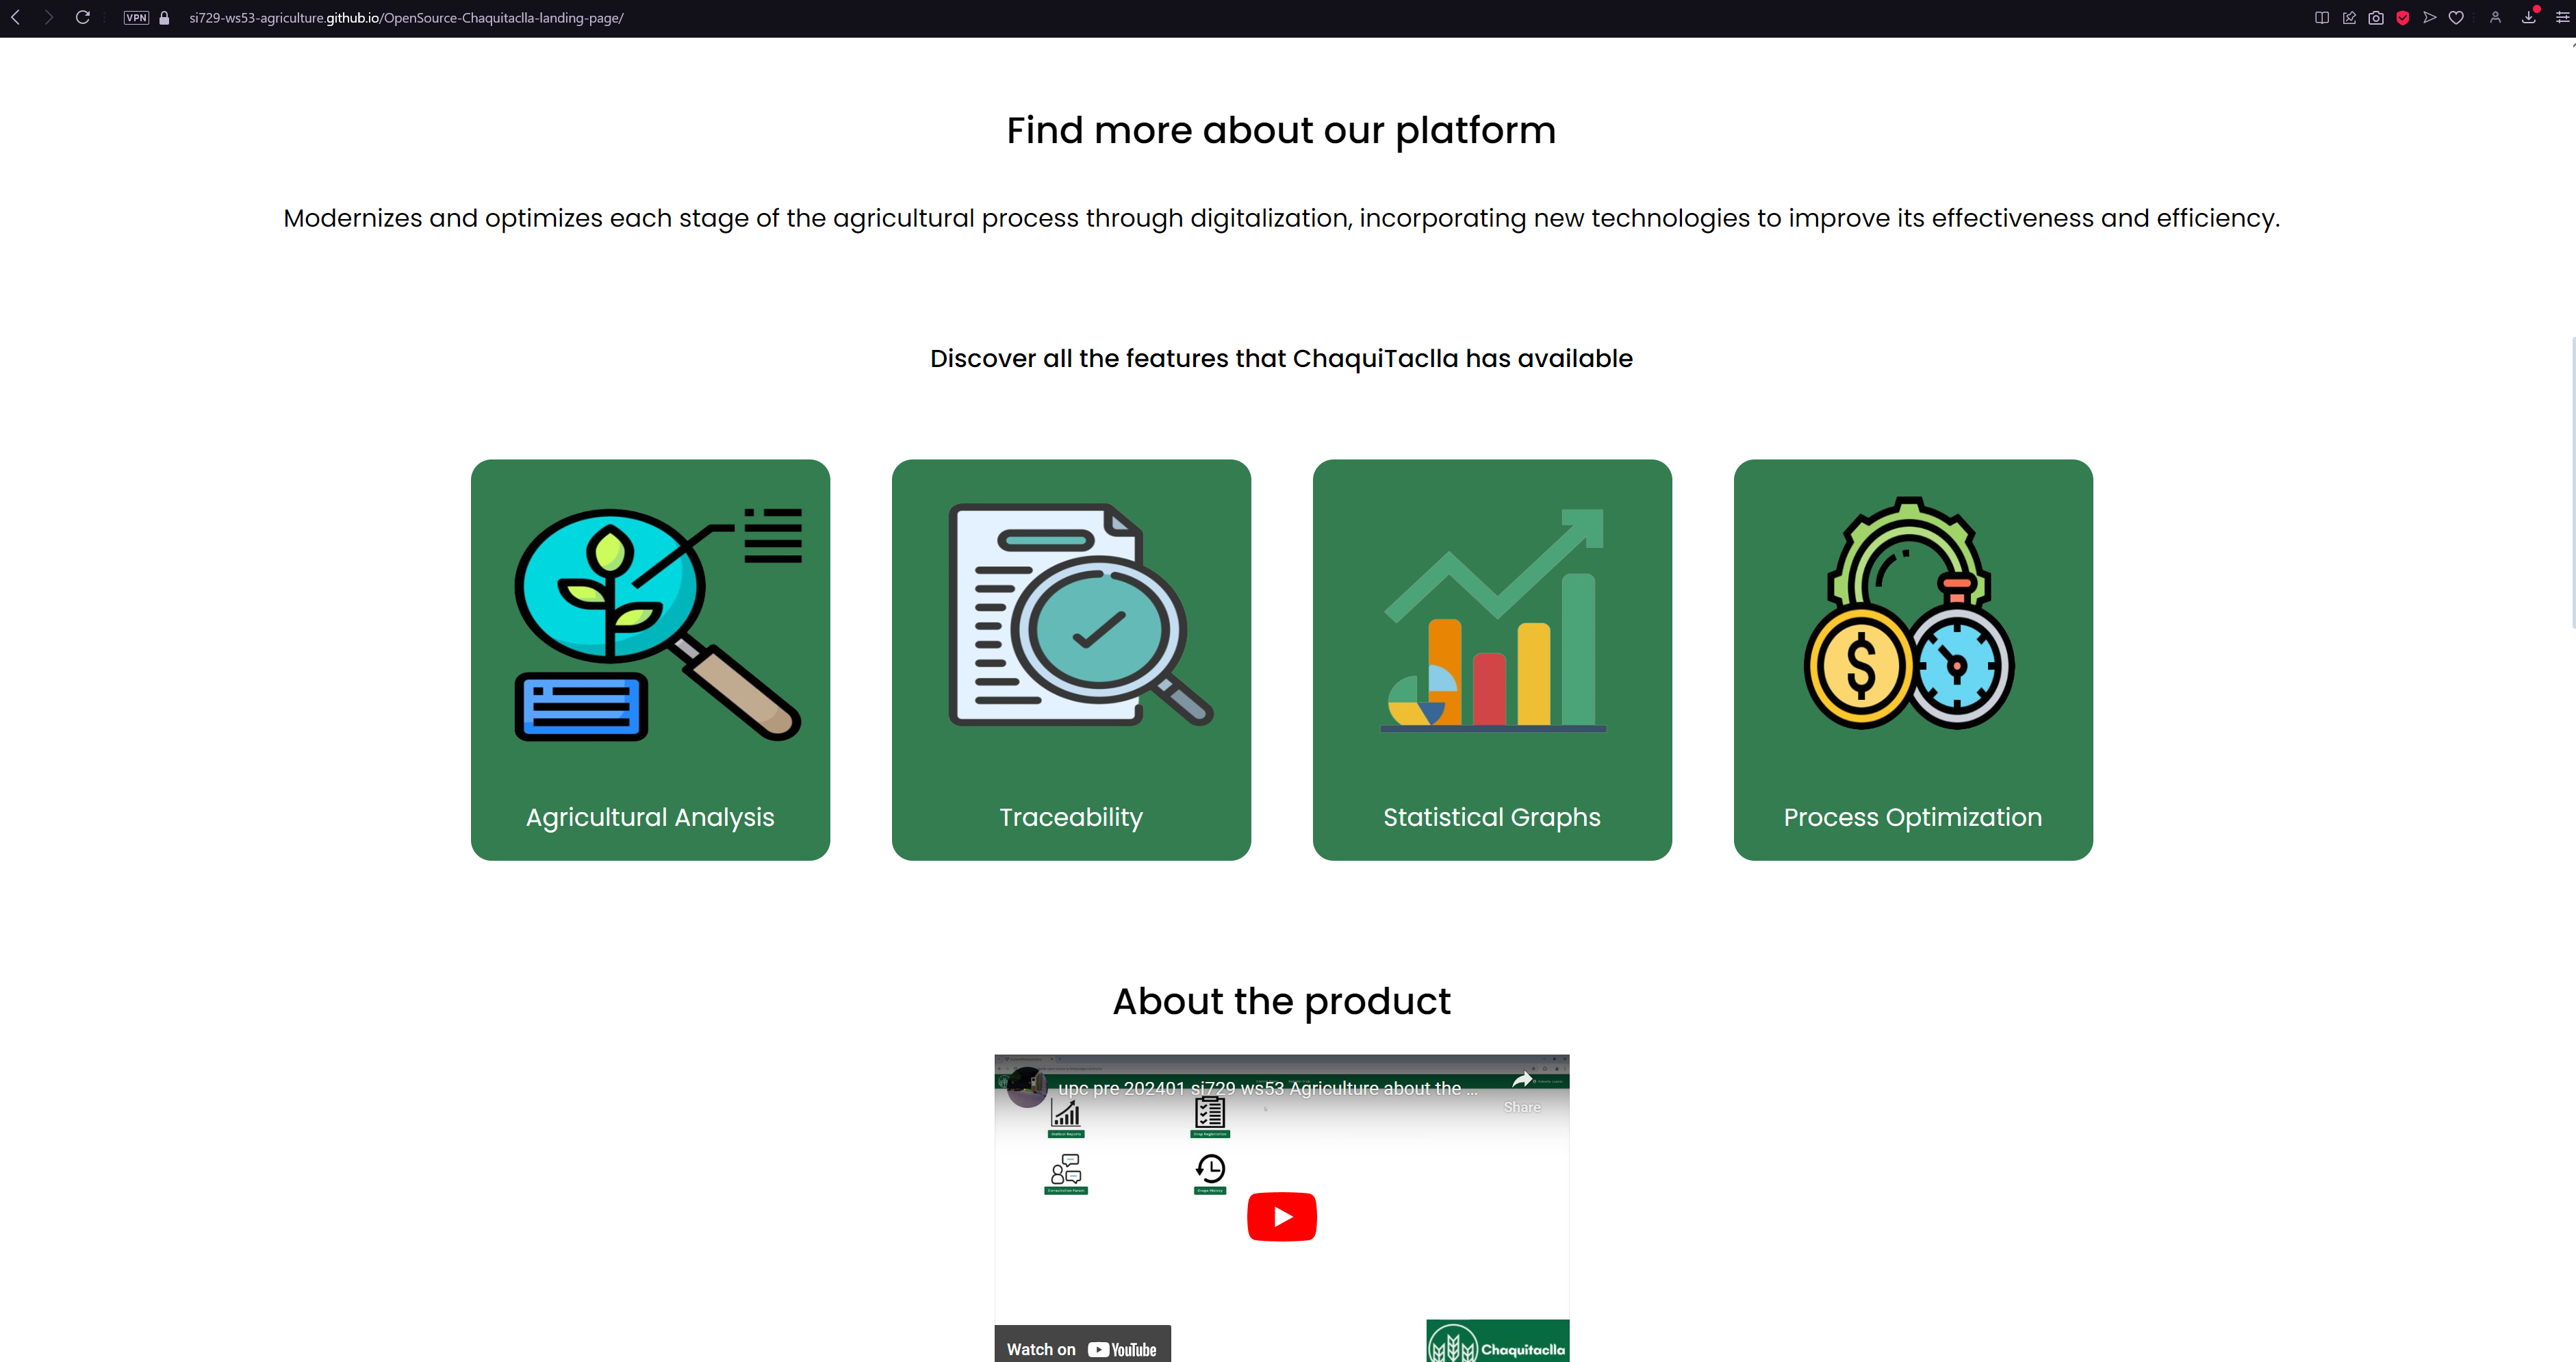 VPN
si729-ws53-agriculture.github.io/OpenSource-Chaquitaclla-landing-page/
Find more about our platform
Modernizes and optimizes each stage of the agricultural process through digitalization, incorporating new technologies to improve its effectiveness and efficiency.
Discover all the features that ChaquiTaclla has available
Agricultural Analysis
Traceability
Statistical Graphs
Process Optimization
About the product
upc pre 202401 si729 ws53 Agriculture about the ...
Share
Watch on YouTube
Chaquitaclla